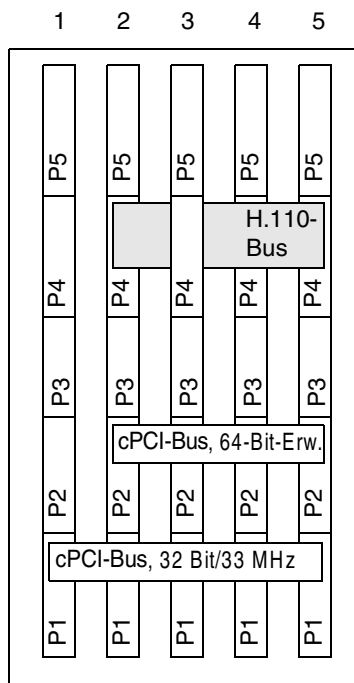 1 2 3 4 5
P5 P5 P5 P5 P5
H.110-
Bus
P4 P4 P4 P4 P4
P3 P3 P3 P3 P3
cPCI-Bus, 64-Bit-Erw.
P2 P2 P2 P2 P2
cPCI-Bus, 32 Bit/33 MHz
P1 P1 P1 P1 P1